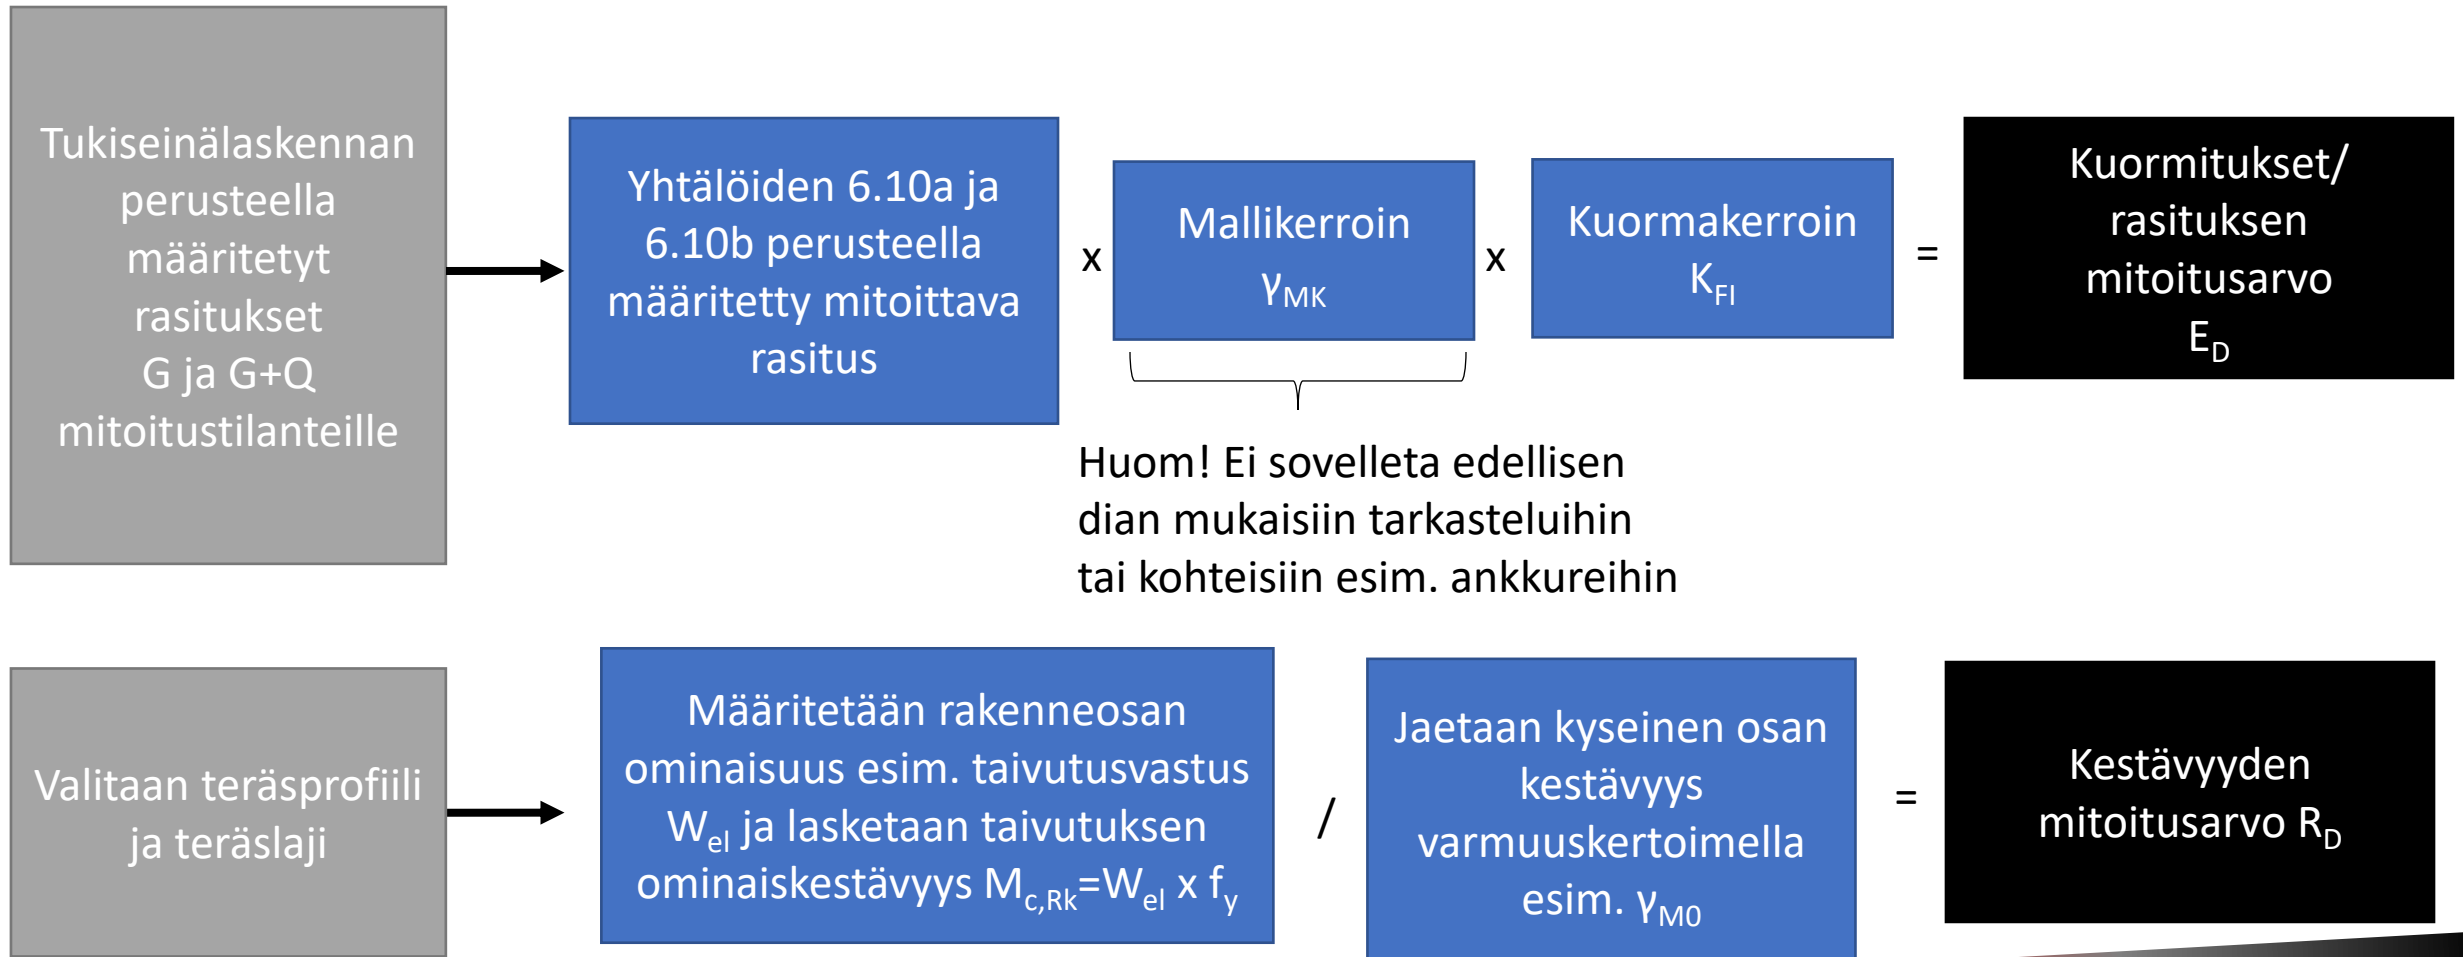 Tukiseinälaskennan
perusteella
määritetyt
rasitukset
G ja G+Q
mitoitustilanteille
Yhtälöiden 6.10a ja
6.10b perusteella
määritetty mitoittava
rasitus
x
Mallikerroin
γMK
x
Kuormakerroin
KFI
=
Kuormitukset/
rasituksen
mitoitusarvo
ED
Huom! Ei sovelleta edellisen
dian mukaisiin tarkasteluihin
tai kohteisiin esim. ankkureihin
Valitaan teräsprofiili
ja teräslaji
Määritetään rakenneosan
ominaisuus esim. taivutusvastus
Wel ja lasketaan taivutuksen
ominaiskestävyys Mc,Rk=Wel x fy
/
Jaetaan kyseinen osan
kestävyys
varmuuskertoimella
esim. γM0
=
Kestävyyden
mitoitusarvo RD